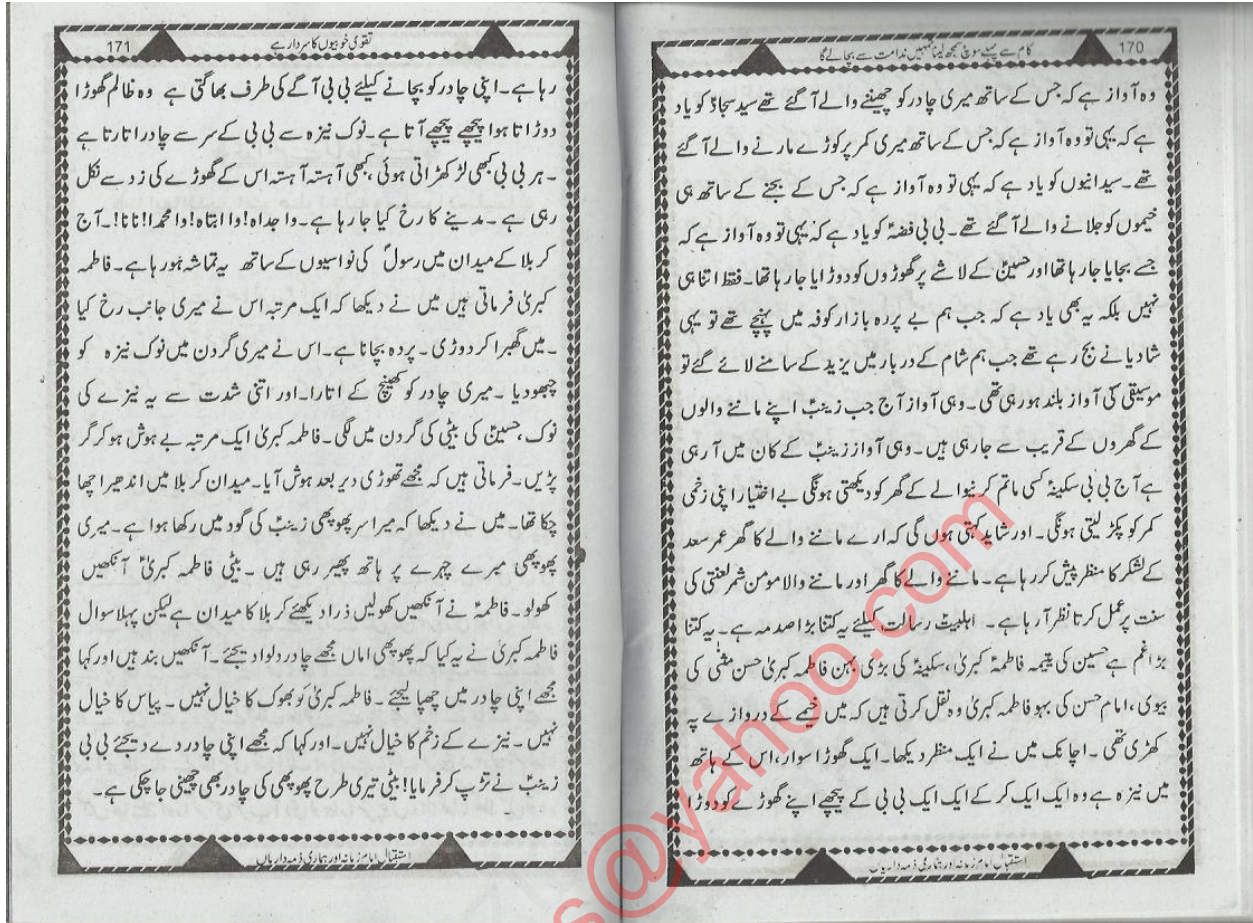 170
کام سے پہلے سوچ سمجھ لینا تمہیں ندامت سے بچا لے گا
وہ آواز ہے کہ جس کے ساتھ میری چادر کو چھیننے والے آ گئے تھے سید سجادؑ کو یاد
ہے کہ یہی تو وہ آواز ہے کہ جس کے ساتھ میری کمر پر کوڑے مارنے والے آ گئے
تھے۔ سیدانیوں کو یاد ہے کہ یہی تو وہ آواز ہے کہ جس کے بجنے کے ساتھ ہی
خیموں کو جلانے والے آ گئے تھے۔ بی بی فضہؑ کو یاد ہے کہ یہی تو وہ آواز ہے کہ
جسے بجایا جا رہا تھا اور حسینؑ کے لاشے پر گھوڑوں کو دوڑایا جا رہا تھا۔ فقط اتنا ہی
نہیں بلکہ یہ بھی یاد ہے کہ جب ہم بے پردہ بازار کوفہ میں پہنچے تھے تو یہی
شادیانے بج رہے تھے جب ہم شام کے دربار میں یزید کے سامنے لائے گئے تو
موسیقی کی آواز بلند ہو رہی تھی۔ وہی آواز آج جب زینبؑ اپنے ماننے والوں
کے گھروں کے قریب سے جا رہی ہیں۔ وہی آواز زینبؑ کے کان میں آ رہی
ہے آج بی بی سکینہؑ کسی ماتم کرنیوالے کے گھر کو دیکھتی ہونگی بے اختیار اپنی زخمی
کمر کو پکڑ لیتی ہونگی۔ اور شاید کہتی ہوں گی کہ ارے ماننے والے کا گھر عمر سعد
کے لشکر کا منظر پیش کر رہا ہے۔ ماننے والے کا گھر اور ماننے والا مومن شمر لعنتی کی
سنت پر عمل کرتا نظر آ رہا ہے۔ اہلبیتؑ رسالت کیلئے یہ کتنا بڑا صدمہ ہے۔ یہ کتنا
بڑا غم ہے حسین کی یتیمہ فاطمہؑ کبریٰ، سکینہؑ کی بڑی بہن فاطمہ کبریٰ حسن مثنیٰ کی
بیوی، امام حسن کی بہو فاطمہ کبریٰ وہ نقل کرتی ہیں کہ میں خیمے کے دروازے پہ
کھڑی تھی۔ اچانک میں نے ایک منظر دیکھا۔ ایک گھوڑا سوار، اس کے ہاتھ
میں نیزہ ہے وہ ایک ایک کر کے ایک ایک بی بی کے پیچھے اپنے گھوڑے کو دوڑا
استقبال امام زمانہ اور ہماری ذمہ داریاں
171
تقویٰ خوبیوں کا سردار ہے
رہا ہے۔ اپنی چادر کو بچانے کیلئے بی بی آگے کی طرف بھاگتی ہے وہ ظالم گھوڑا
دوڑاتا ہوا پیچھے پیچھے آتا ہے۔ نوک نیزہ سے بی بی کے سر سے چادر اتارتا ہے
۔ ہر بی بی کبھی لڑکھڑاتی ہوئی، کبھی آہستہ آہستہ اس کے گھوڑے کی زد سے نکل
رہی ہے۔ مدینے کا رخ کیا جا رہا ہے۔ وا جداہ! وا ابتاہ! وا محمدا! نانا!۔ آج
کربلا کے میدان میں رسولؐ کی نواسیوں کے ساتھ یہ تماشہ ہو رہا ہے۔ فاطمہ
کبریٰ فرماتی ہیں میں نے دیکھا کہ ایک مرتبہ اس نے میری جانب رخ کیا
۔ میں گھبرا کر دوڑی۔ پردہ بچانا ہے۔ اس نے میری گردن میں نوک نیزہ کو
چبھو دیا۔ میری چادر کو کھینچ کے اتارا۔ اور اتنی شدت سے یہ نیزے کی
نوک، حسینؑ کی بیٹی کی گردن میں لگی۔ فاطمہ کبریٰ ایک مرتبہ بے ہوش ہو کر گر
پڑیں۔ فرماتی ہیں کہ مجھے تھوڑی دیر بعد ہوش آیا۔ میدان کربلا میں اندھیرا چھا
چکا تھا۔ میں نے دیکھا کہ میرا سر پھوپھی زینبؑ کی گود میں رکھا ہوا ہے۔ میری
پھوپھی میرے چہرے پر ہاتھ پھیر رہی ہیں۔ بیٹی فاطمہ کبریٰؑ آنکھیں
کھولو۔ فاطمہؑ نے آنکھیں کھولیں ذرا دیکھئے کربلا کا میدان ہے لیکن پہلا سوال
فاطمہ کبریٰ نے یہ کیا کہ پھوپھی اماں مجھے چادر دلوا دیجئے۔ آنکھیں بند ہیں اور کہا
مجھے اپنی چادر میں چھپا لیجئے۔ فاطمہ کبریٰ کو بھوک کا خیال نہیں۔ پیاس کا خیال
نہیں۔ نیزے کے زخم کا خیال نہیں۔ اور کہا کہ مجھے اپنی چادر دے دیجئے بی بی
زینبؑ نے تڑپ کر فرمایا! بیٹی تیری طرح پھوپھی کی چادر بھی چھینی جا چکی ہے۔
استقبال امام زمانہ اور ہماری ذمہ داریاں
s@yahoo.com